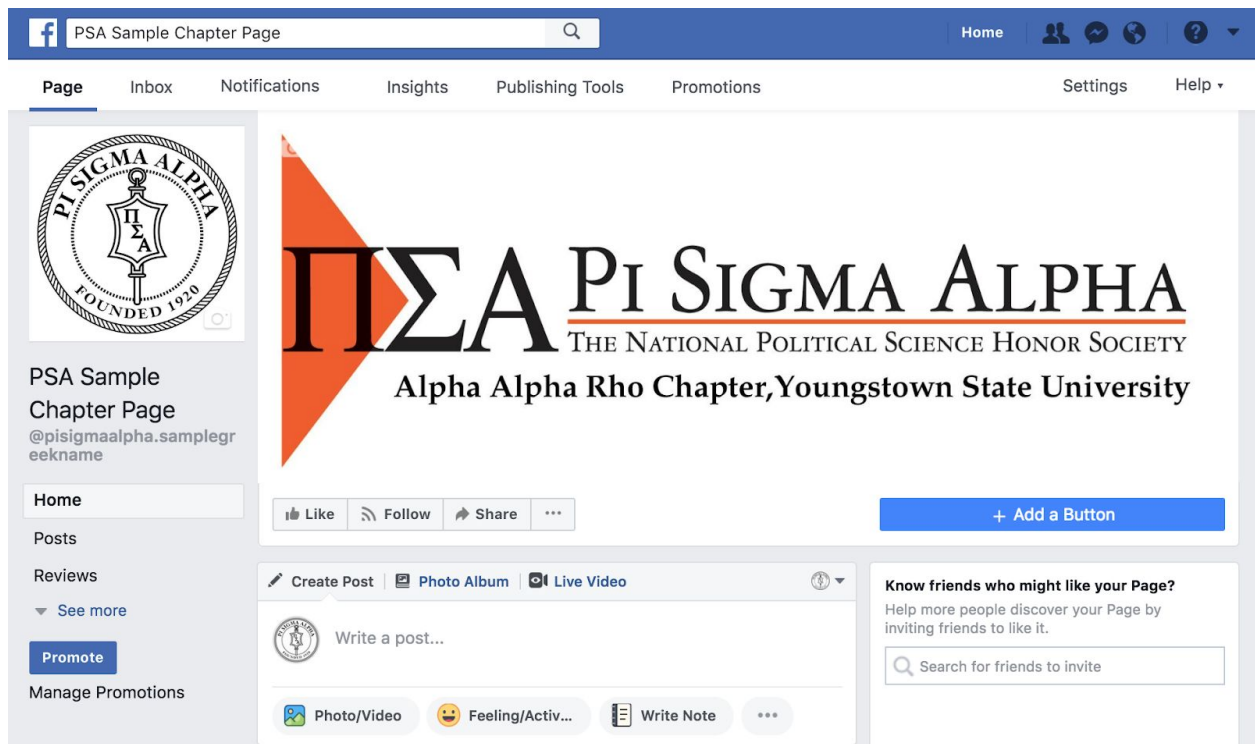 f PSA Sample Chapter Page
Home
?
Page Inbox Notifications Insights Publishing Tools Promotions Settings Help
PI SIGMA ALPHA
ΠΣΑ
FOUNDED 1920
ΠΣΑ PI SIGMA ALPHA
THE NATIONAL POLITICAL SCIENCE HONOR SOCIETY
Alpha Alpha Rho Chapter,Youngstown State University
PSA Sample
Chapter Page
@pisigmaalpha.samplegr
eekname
Home
Posts
Reviews
See more
Promote
Manage Promotions
Like Follow Share ...
+ Add a Button
Create Post Photo Album Live Video
Write a post...
Photo/Video Feeling/Activ... Write Note ...
Know friends who might like your Page?
Help more people discover your Page by
inviting friends to like it.
Search for friends to invite